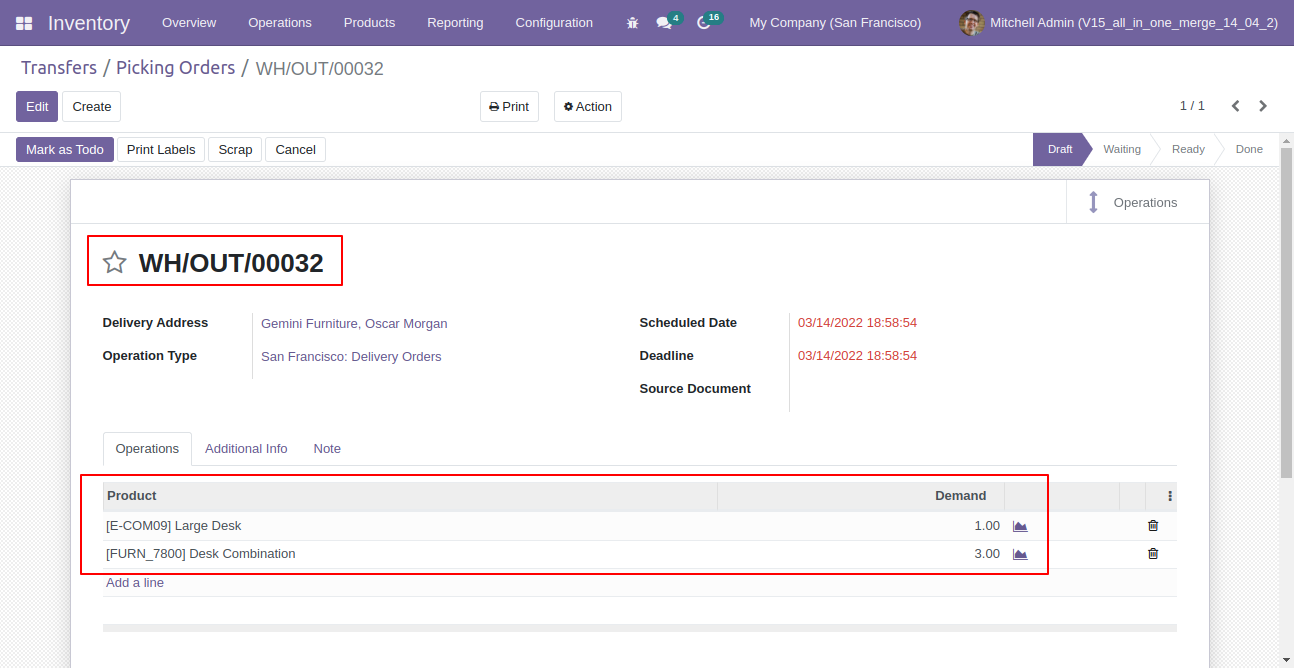 Inventory Overview Operations Products Reporting Configuration 4 16 My Company (San Francisco) Mitchell Admin (V15_all_in_one_merge_14_04_2)
Transfers / Picking Orders / WH/OUT/00032
Edit Create Print Action 1 / 1
Mark as Todo Print Labels Scrap Cancel Draft Waiting Ready Done
Operations
WH/OUT/00032
Delivery Address Gemini Furniture, Oscar Morgan Scheduled Date 03/14/2022 18:58:54
Operation Type San Francisco: Delivery Orders Deadline 03/14/2022 18:58:54
Source Document
Operations Additional Info Note
Product Demand
[E-COM09] Large Desk 1.00
[FURN_7800] Desk Combination 3.00
Add a line